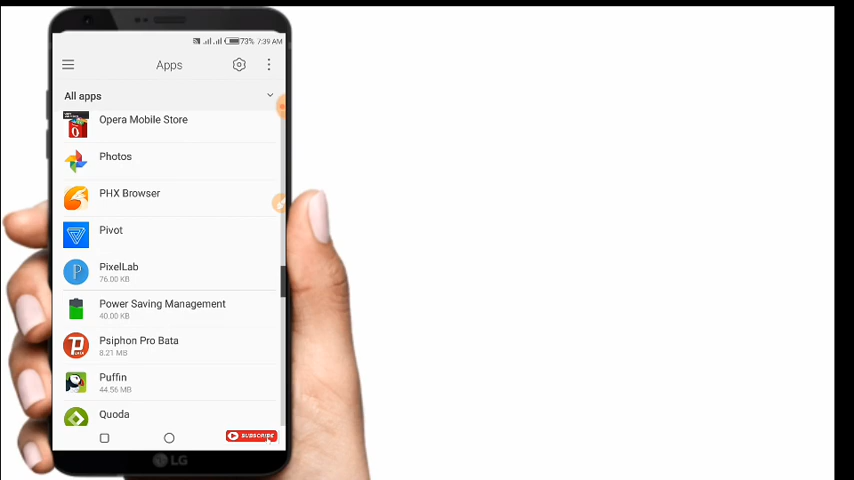 73% 7:39 AM
Apps
All apps
Opera Mobile Store
Photos
PHX Browser
Pivot
PixelLab
76.00 KB
Power Saving Management
40.00 KB
Psiphon Pro Bata
8.21 MB
Puffin
44.56 MB
Quoda
SUBSCRIBE
LG